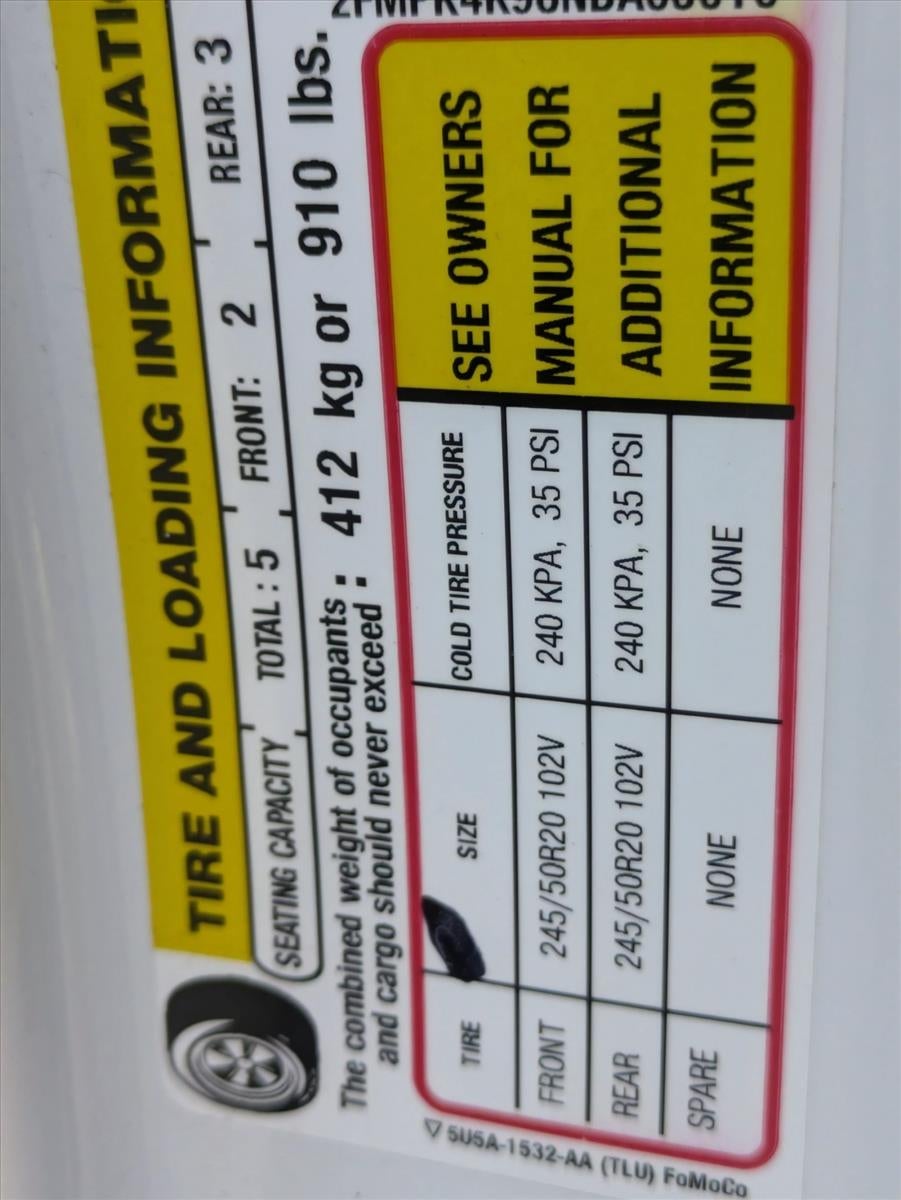 TIRE AND LOADING
SEATING CAPACITY TOTAL : 5 FRONT: 2 REAR: 3
The combined weight of occupants
and cargo should never exceed : 412 kg or 910 lbs.
TIRE SIZE COLD TIRE PRESSURE
FRONT 245/50R20 102V 240 KPA, 35 PSI
REAR 245/50R20 102V 240 KPA, 35 PSI
SPARE NONE NONE
SEE OWNERS
MANUAL FOR
ADDITIONAL
INFORMATION
5U5A-1532-AA (TLU) FoMoCo